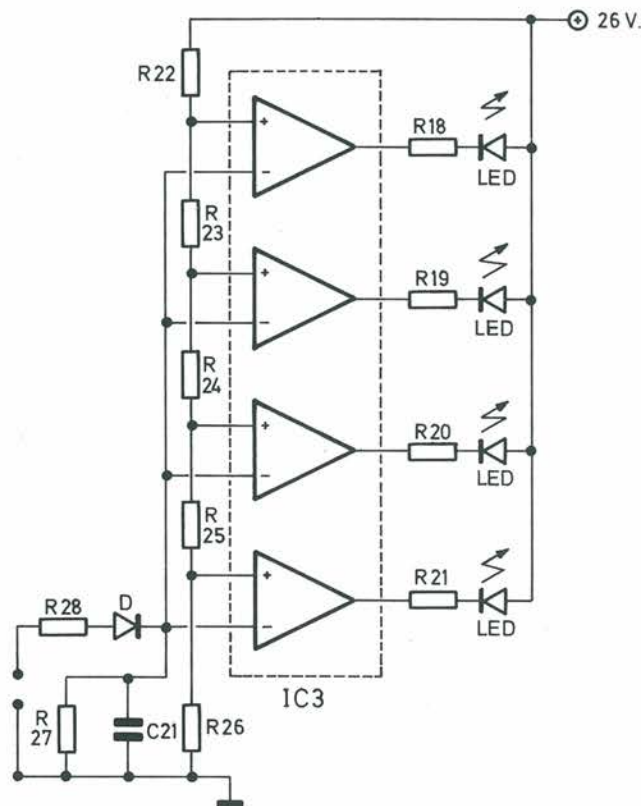 26 V.
R22
+
−
R18
LED
R
23
+
−
R19
LED
R
24
+
−
R20
LED
R
25
+
−
R21
LED
R28
D
IC3
R
27
C21
R26